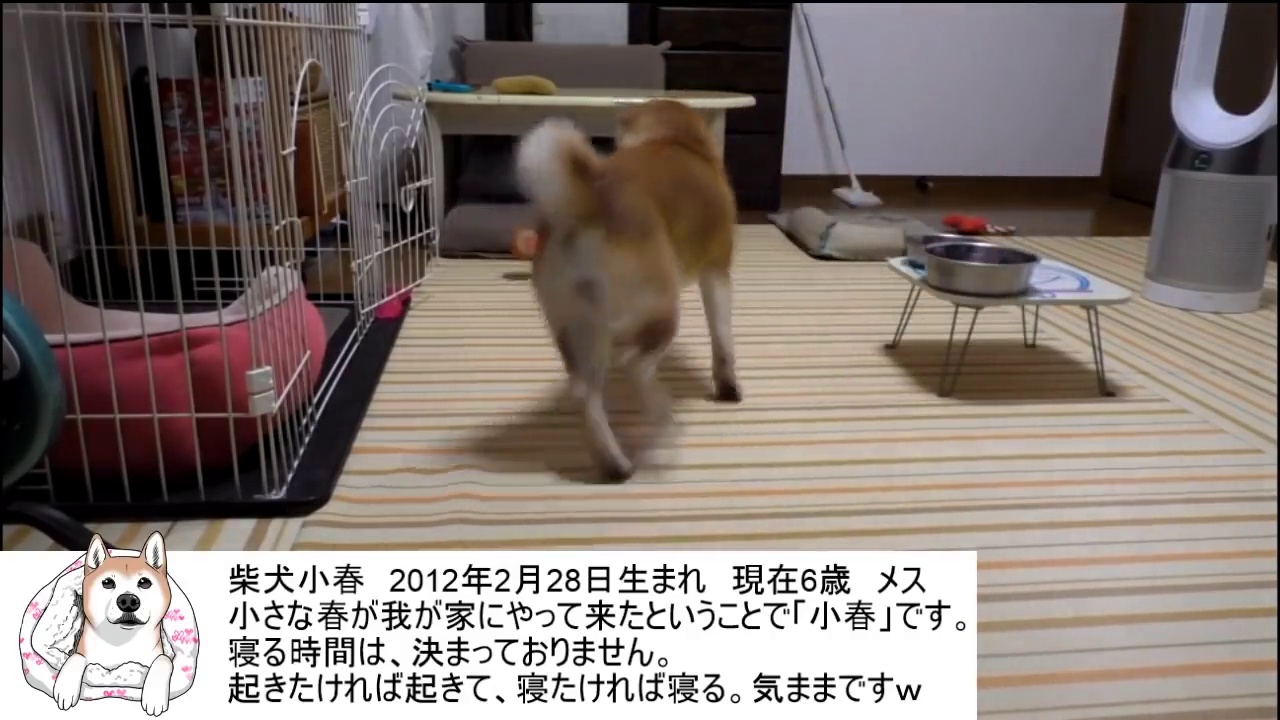 柴犬小春　2012年2月28日生まれ　現在6歳　メス
小さな春が我が家にやって来たということで「小春」です。
寝る時間は、決まっておりません。
起きたければ起きて、寝たければ寝る。気ままですｗ